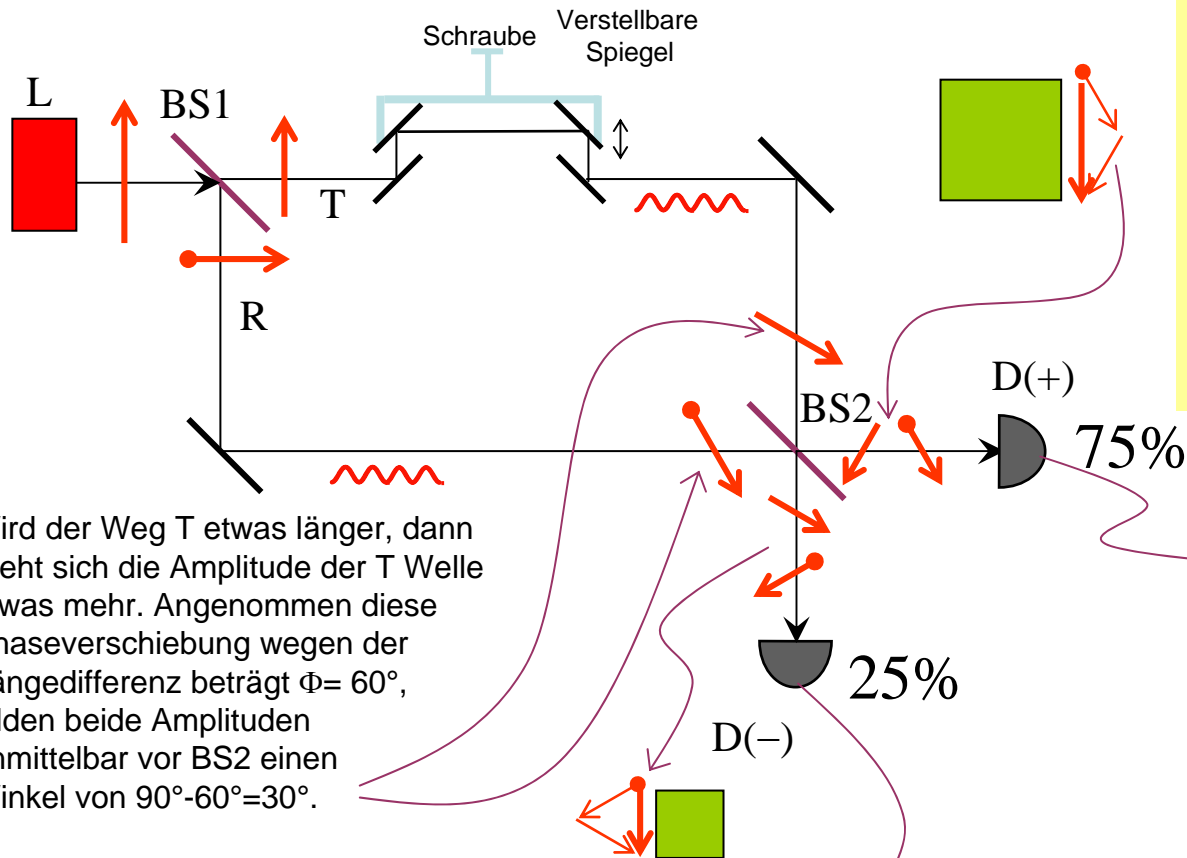 Schraube
Verstellbare
Spiegel
L
BS1
T
R
D(+)
BS2
75%
ird der Weg T etwas länger, dann
eht sich die Amplitude der T Welle
was mehr. Angenommen diese
haseverschiebung wegen der
ängedifferenz beträgt Φ= 60°,
lden beide Amplituden
nmittelbar vor BS2 einen
inkel von 90°-60°=30°.
25%
D(−)